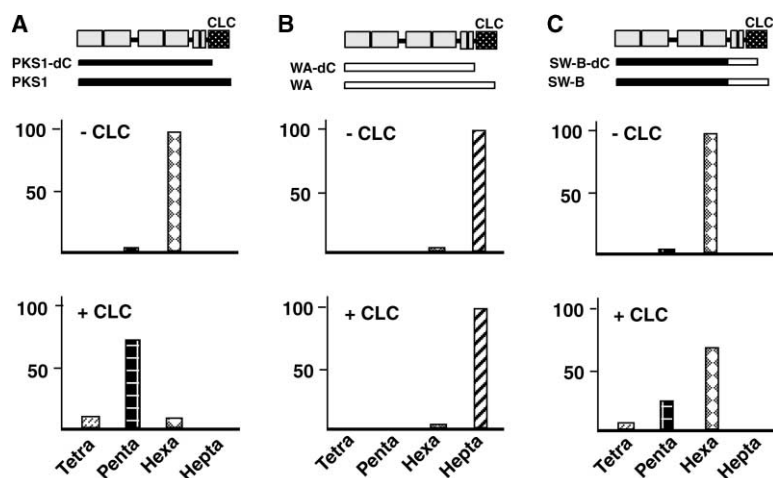 A
CLC
PKS1-dC
PKS1
100
50
- CLC
100
50
+ CLC
Tetra
Penta
Hexa
Hepta
B
CLC
WA-dC
WA
100
50
- CLC
100
50
+ CLC
Tetra
Penta
Hexa
Hepta
C
CLC
SW-B-dC
SW-B
100
50
- CLC
100
50
+ CLC
Tetra
Penta
Hexa
Hepta